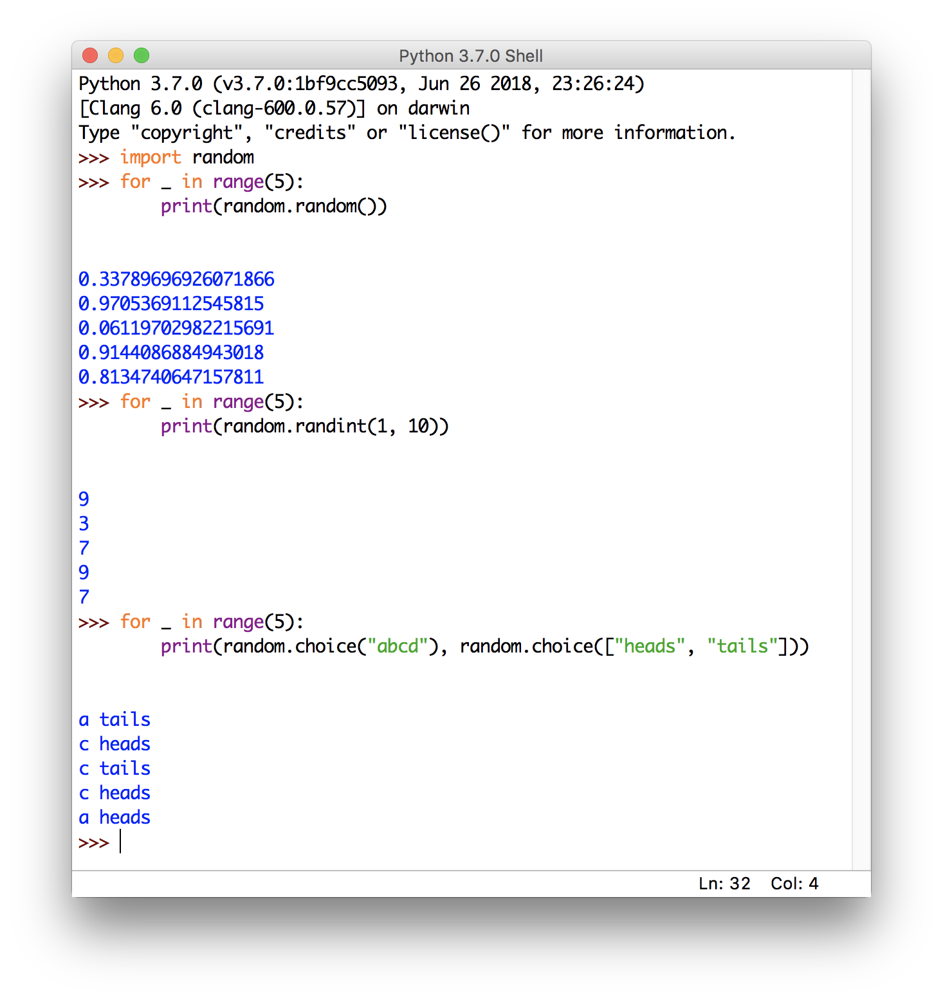 Python 3.7.0 Shell
Python 3.7.0 (v3.7.0:1bf9cc5093, Jun 26 2018, 23:26:24)
[Clang 6.0 (clang-600.0.57)] on darwin
Type "copyright", "credits" or "license()" for more information.
>>> import random
>>> for _ in range(5):
        print(random.random())
0.33789696926071866
0.9705369112545815
0.06119702982215691
0.9144086884943018
0.8134740647157811
>>> for _ in range(5):
        print(random.randint(1, 10))
9
3
7
9
7
>>> for _ in range(5):
        print(random.choice("abcd"), random.choice(["heads", "tails"]))
a tails
c heads
c tails
c heads
a heads
>>>
Ln: 32  Col: 4